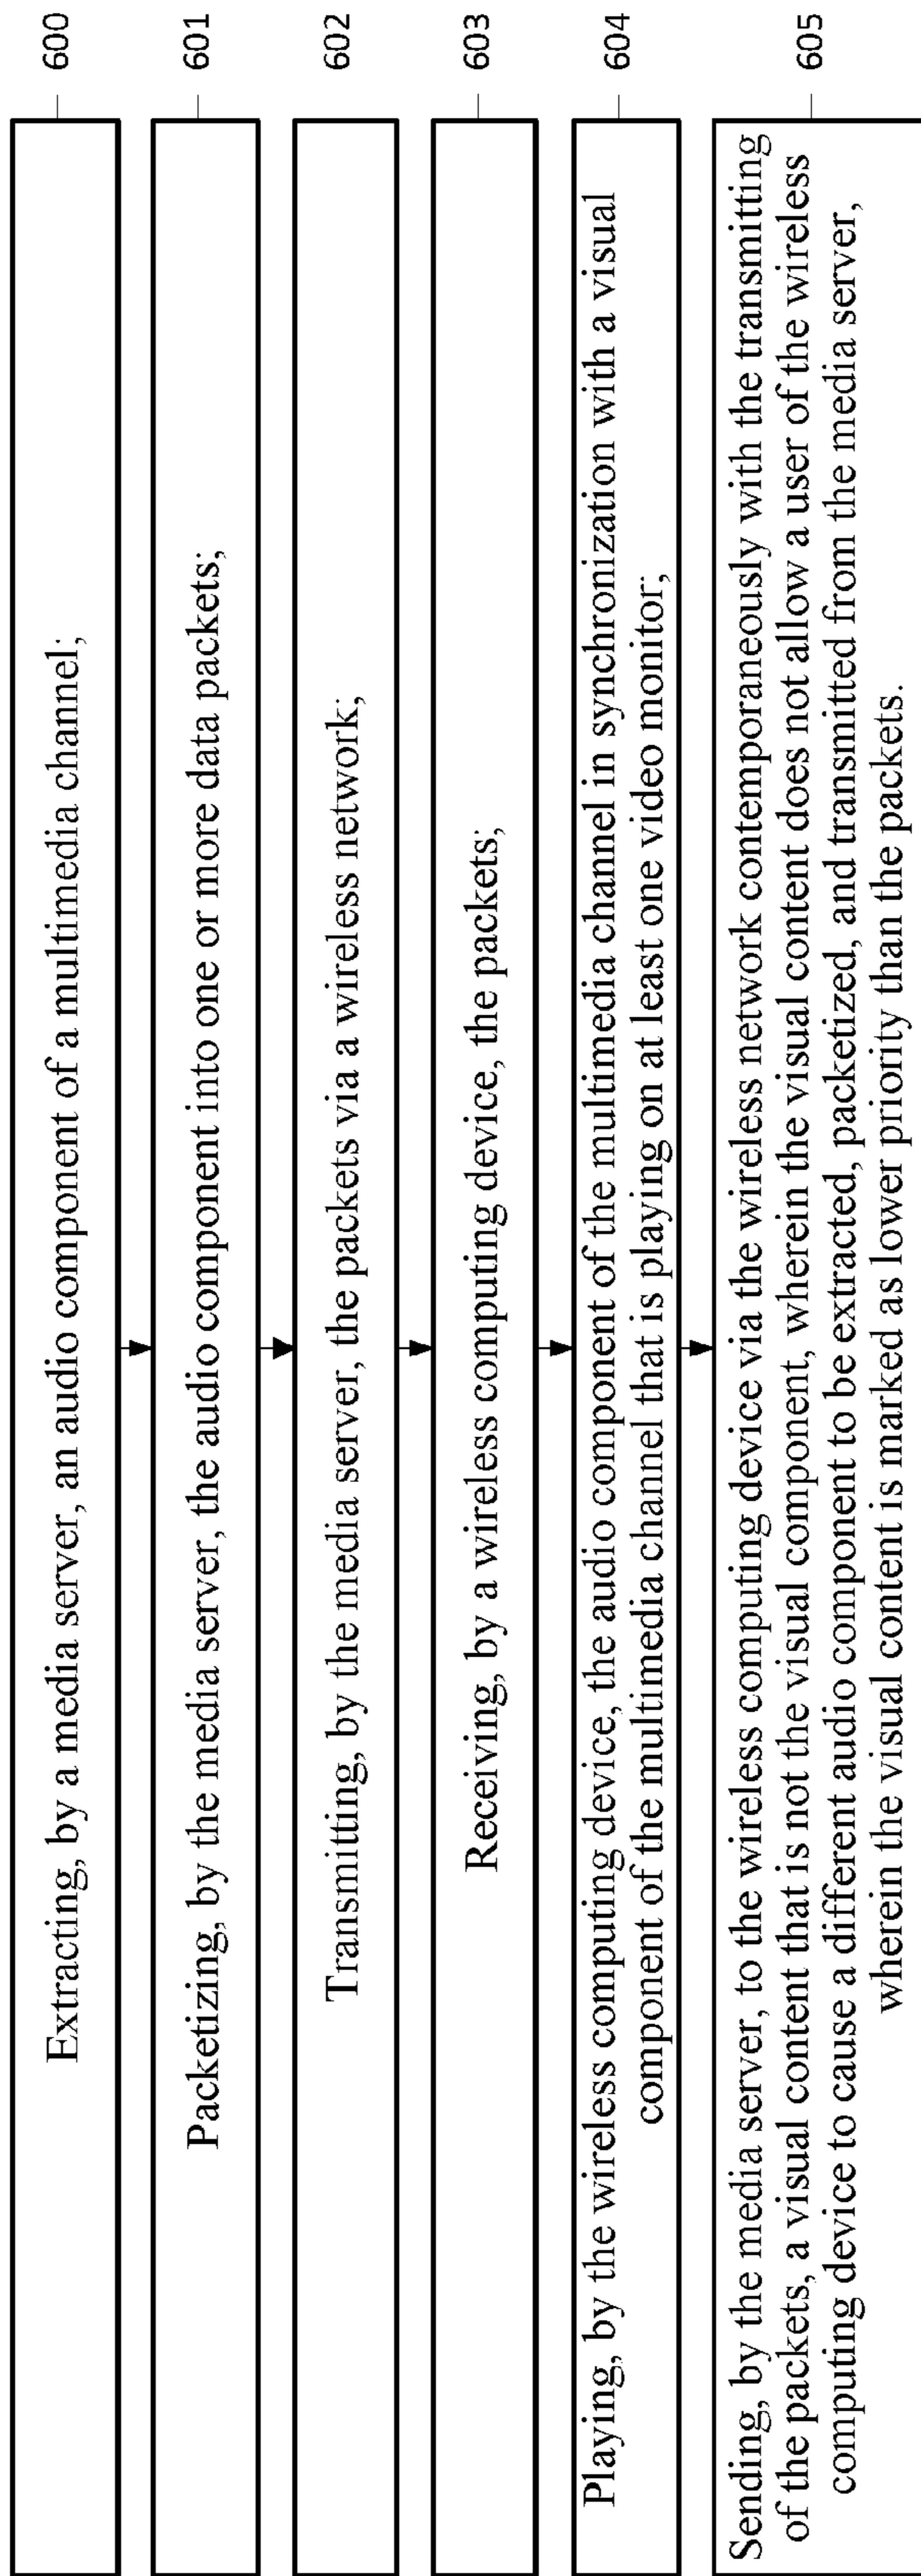 Extracting, by a media server, an audio component of a multimedia channel;
600
Packetizing, by the media server, the audio component into one or more data packets;
601
Transmitting, by the media server, the packets via a wireless network;
602
Receiving, by a wireless computing device, the packets;
603
Playing, by the wireless computing device, the audio component of the multimedia channel in synchronization with a visual
component of the multimedia channel that is playing on at least one video monitor;
604
Sending, by the media server, to the wireless computing device via the wireless network contemporaneously with the transmitting
of the packets, a visual content that is not the visual component, wherein the visual content does not allow a user of the wireless
computing device to cause a different audio component to be extracted, packetized, and transmitted from the media server,
wherein the visual content is marked as lower priority than the packets.
605